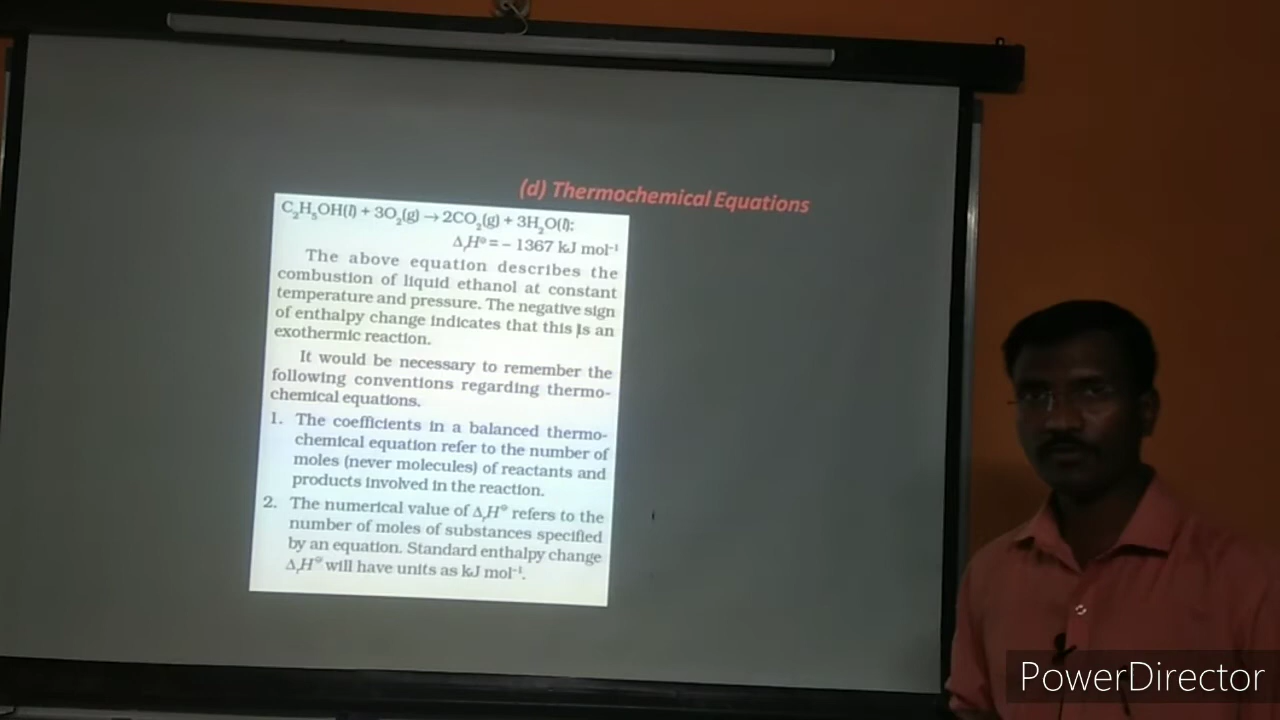 (d) Thermochemical Equations
C₂H₅OH(l) + 3O₂(g) → 2CO₂(g) + 3H₂O(l):
ΔᵣH⊖ = – 1367 kJ mol⁻¹
The above equation describes the
combustion of liquid ethanol at constant
temperature and pressure. The negative sign
of enthalpy change indicates that this is an
exothermic reaction.
It would be necessary to remember the
following conventions regarding thermo-
chemical equations.
1. The coefficients in a balanced thermo-
chemical equation refer to the number of
moles (never molecules) of reactants and
products involved in the reaction.
2. The numerical value of ΔᵣH⊖ refers to the
number of moles of substances specified
by an equation. Standard enthalpy change
ΔᵣH⊖ will have units as kJ mol⁻¹.
PowerDirector